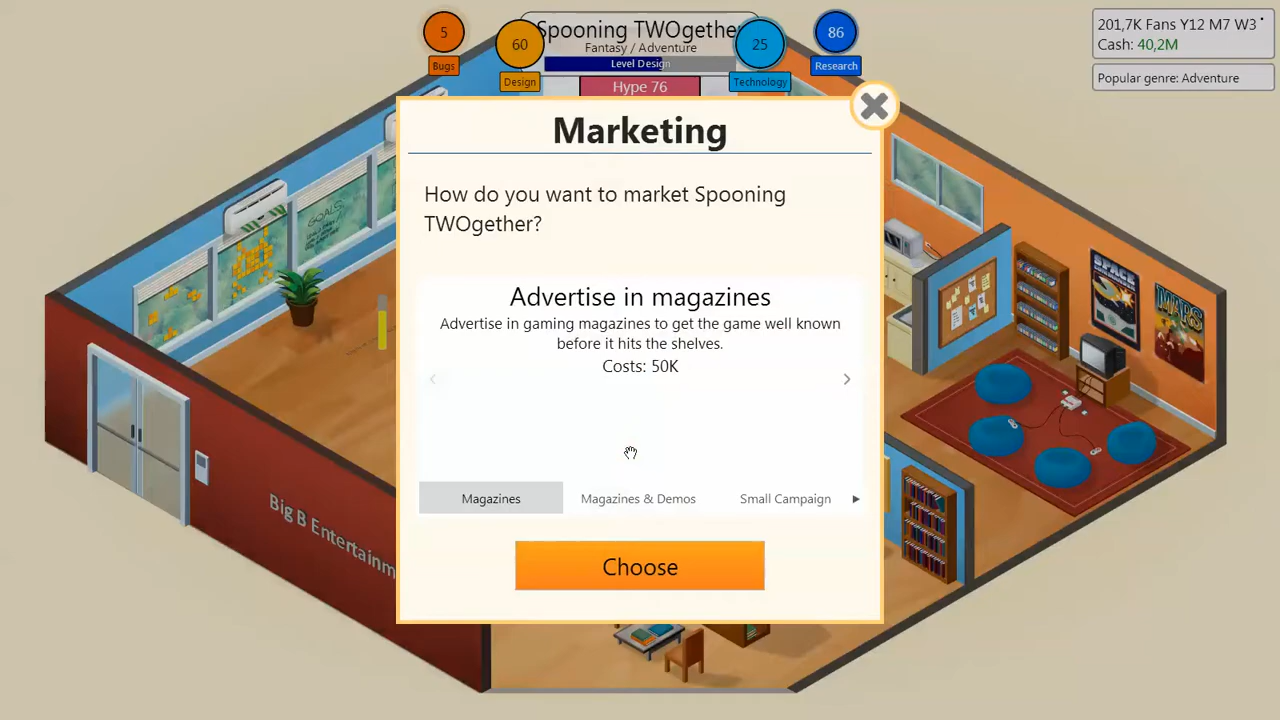 5
Bugs
60
Design
Spooning TWOgether
Fantasy / Adventure
Level Design
Hype 76
25
Technology
86
Research
201,7K Fans Y12 M7 W3
Cash: 40,2M
Popular genre: Adventure
Marketing
How do you want to market Spooning
TWOgether?
Advertise in magazines
Advertise in gaming magazines to get the game well known
before it hits the shelves.
Costs: 50K
Magazines
Magazines & Demos
Small Campaign
Choose
GOALS:
SPACE
MARS
Big B Entertainm